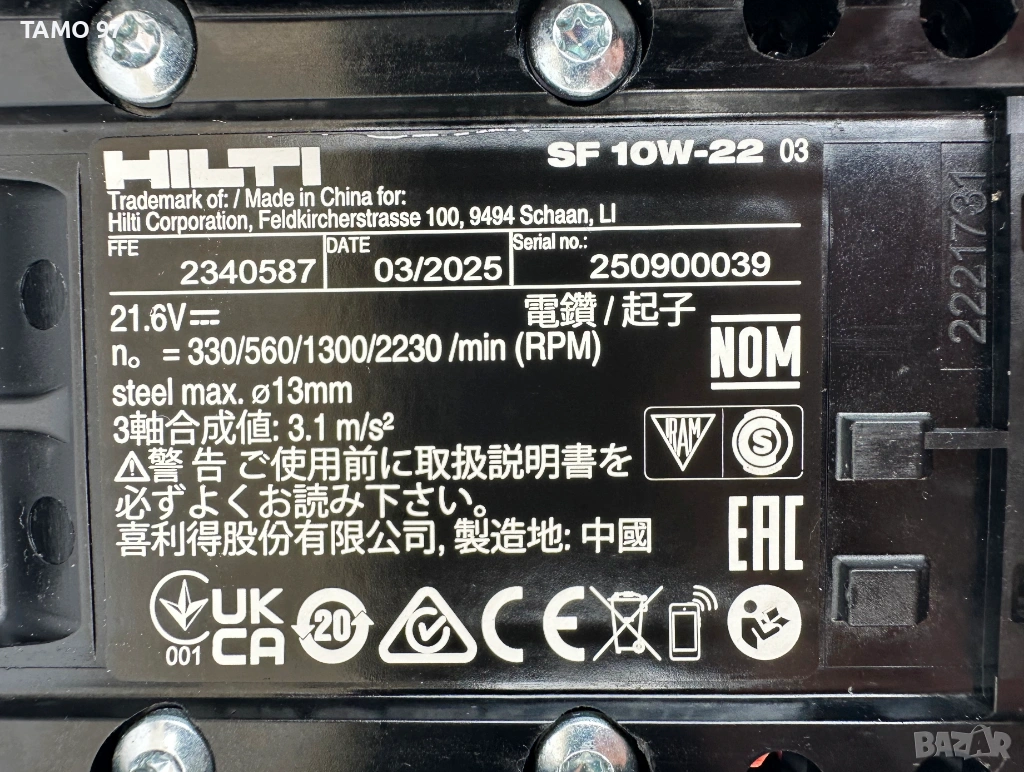 TAMO 97
HILTI SF 10W-22 03
Trademark of: / Made in China for:
Hilti Corporation, Feldkircherstrasse 100, 9494 Schaan, LI
FFE DATE Serial no.:
2340587 03/2025 250900039
21.6V 電鑽 / 起子
n₀ = 330/560/1300/2230 /min (RPM)
NOM
steel max. ø13mm
3軸合成値: 3.1 m/s²
VRAM S
⚠警 告 ご使用前に取扱説明書を
必ずよくお読み下さい。
喜利得股份有限公司, 製造地: 中國
EAC
001 UK CA 20 CE
2221731
BAZAR